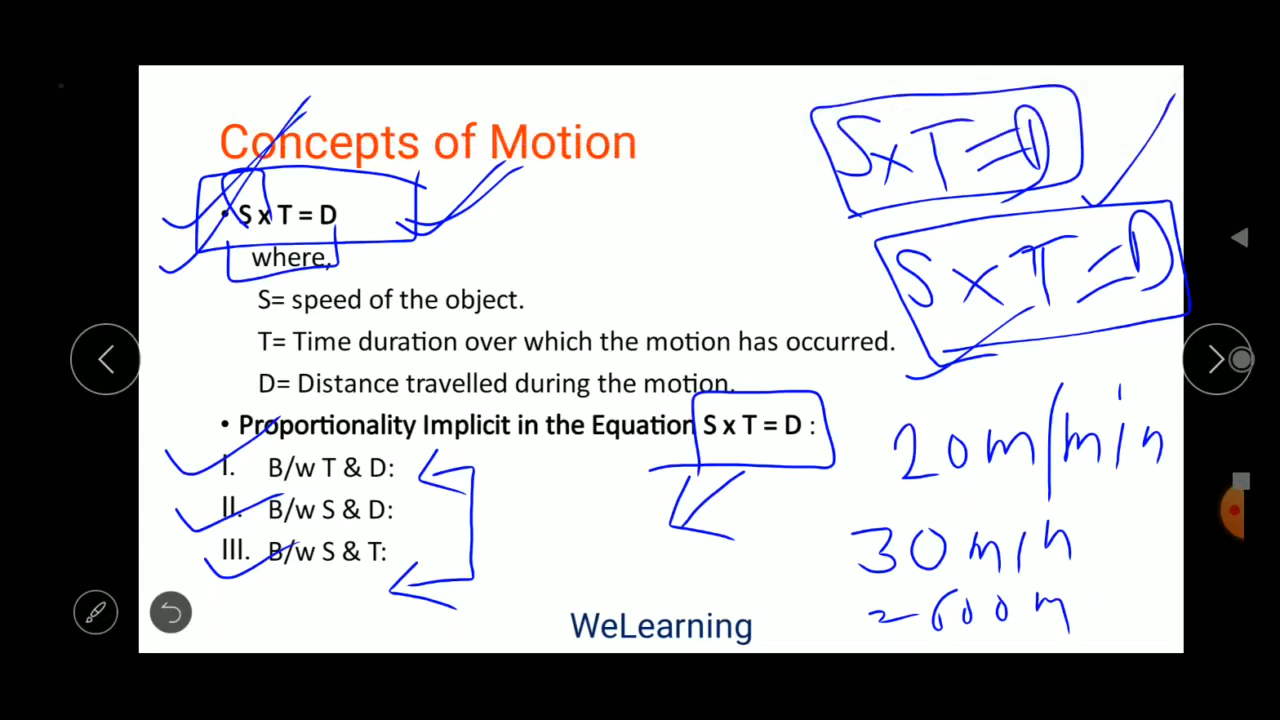 Concepts of Motion
• S x T = D
where,
S= speed of the object.
T= Time duration over which the motion has occurred.
D= Distance travelled during the motion.
• Proportionality Implicit in the Equation S x T = D :
I. B/w T & D:
II. B/w S & D:
III. B/w S & T:
WeLearning
S x T = D
S x T = D
20 m/min
30 min
= 600 m